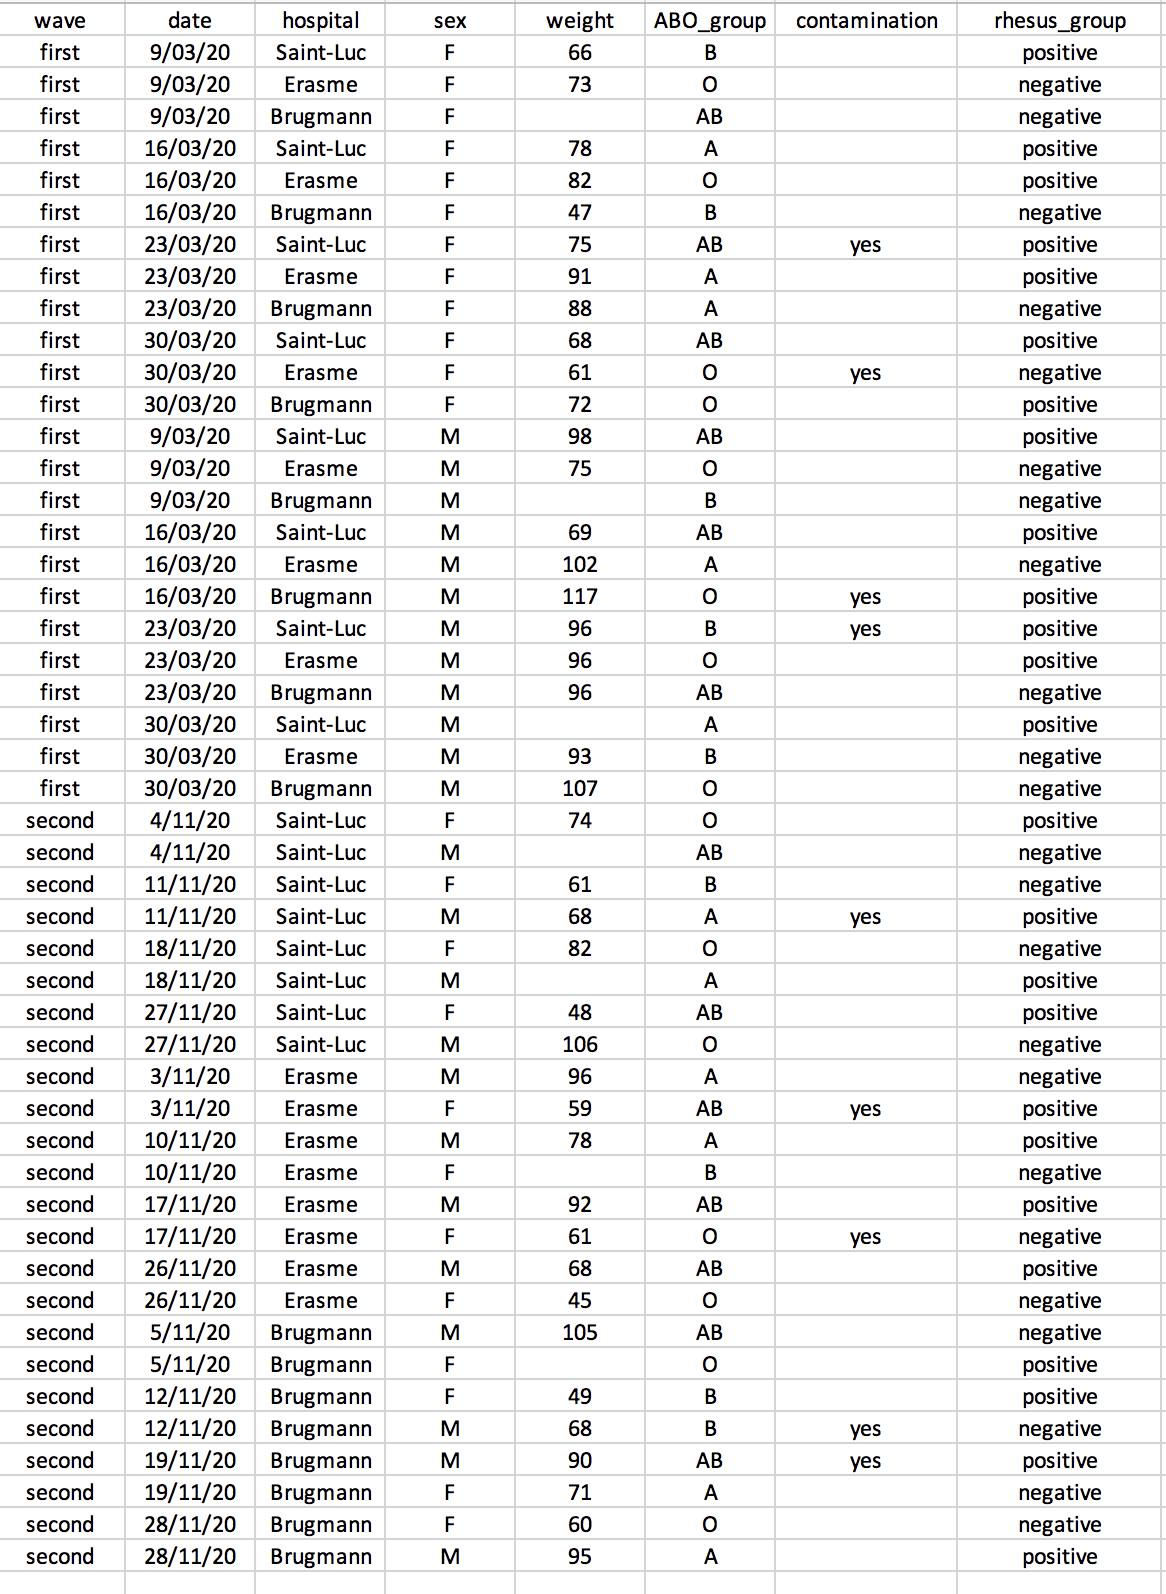 wave date hospital sex weight ABO_group contamination rhesus_group
first 9/03/20 Saint-Luc F 66 B positive
first 9/03/20 Erasme F 73 O negative
first 9/03/20 Brugmann F AB negative
first 16/03/20 Saint-Luc F 78 A positive
first 16/03/20 Erasme F 82 O positive
first 16/03/20 Brugmann F 47 B negative
first 23/03/20 Saint-Luc F 75 AB yes positive
first 23/03/20 Erasme F 91 A positive
first 23/03/20 Brugmann F 88 A negative
first 30/03/20 Saint-Luc F 68 AB positive
first 30/03/20 Erasme F 61 O yes negative
first 30/03/20 Brugmann F 72 O positive
first 9/03/20 Saint-Luc M 98 AB positive
first 9/03/20 Erasme M 75 O negative
first 9/03/20 Brugmann M B negative
first 16/03/20 Saint-Luc M 69 AB positive
first 16/03/20 Erasme M 102 A negative
first 16/03/20 Brugmann M 117 O yes positive
first 23/03/20 Saint-Luc M 96 B yes positive
first 23/03/20 Erasme M 96 O positive
first 23/03/20 Brugmann M 96 AB negative
first 30/03/20 Saint-Luc M A positive
first 30/03/20 Erasme M 93 B negative
first 30/03/20 Brugmann M 107 O negative
second 4/11/20 Saint-Luc F 74 O positive
second 4/11/20 Saint-Luc M AB negative
second 11/11/20 Saint-Luc F 61 B negative
second 11/11/20 Saint-Luc M 68 A yes positive
second 18/11/20 Saint-Luc F 82 O negative
second 18/11/20 Saint-Luc M A positive
second 27/11/20 Saint-Luc F 48 AB positive
second 27/11/20 Saint-Luc M 106 O negative
second 3/11/20 Erasme M 96 A negative
second 3/11/20 Erasme F 59 AB yes positive
second 10/11/20 Erasme M 78 A positive
second 10/11/20 Erasme F B negative
second 17/11/20 Erasme M 92 AB positive
second 17/11/20 Erasme F 61 O yes negative
second 26/11/20 Erasme M 68 AB positive
second 26/11/20 Erasme F 45 O negative
second 5/11/20 Brugmann M 105 AB negative
second 5/11/20 Brugmann F O positive
second 12/11/20 Brugmann F 49 B positive
second 12/11/20 Brugmann M 68 B yes negative
second 19/11/20 Brugmann M 90 AB yes positive
second 19/11/20 Brugmann F 71 A negative
second 28/11/20 Brugmann F 60 O negative
second 28/11/20 Brugmann M 95 A positive